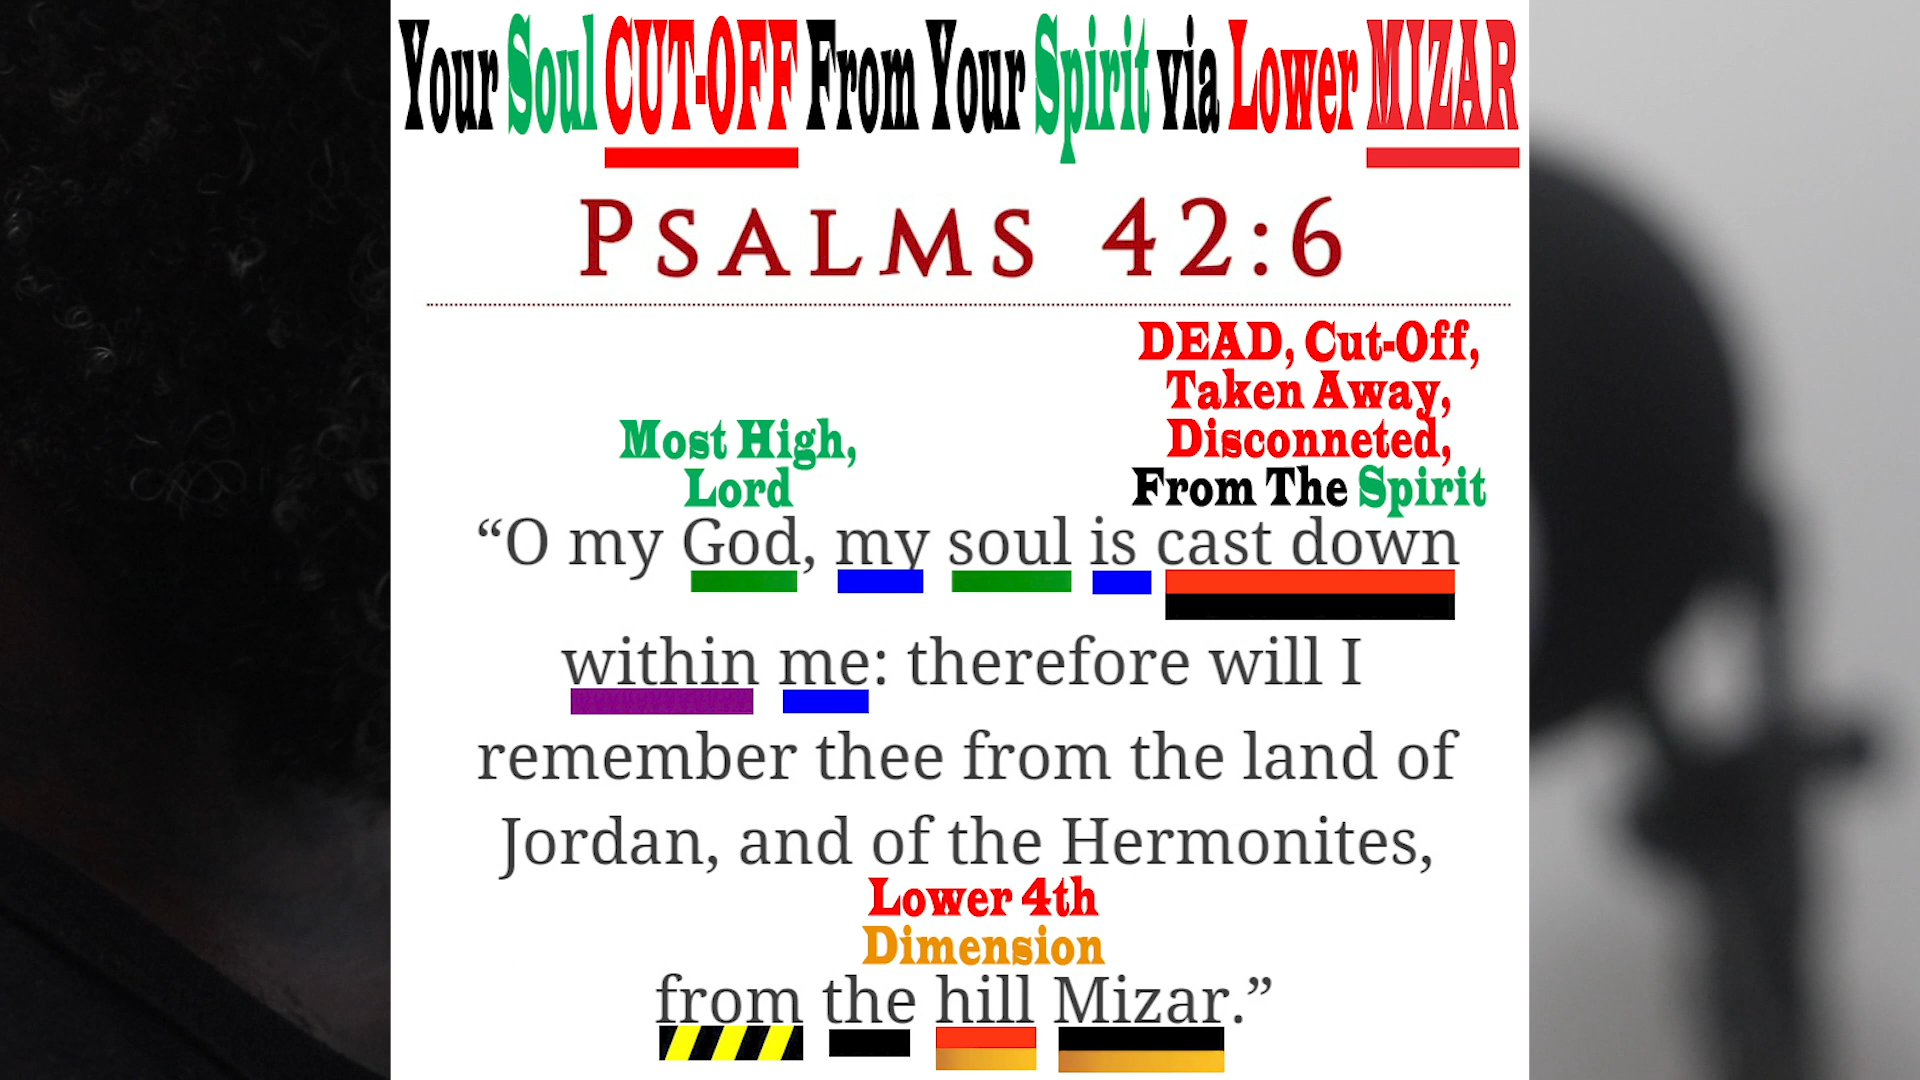 Your Soul CUT-OFF From Your Spirit via Lower MIZAR
PSALMS 42:6
DEAD, Cut-Off,
Taken Away,
Disconneted,
From The Spirit
Most High,
Lord
“O my God, my soul is cast down
within me: therefore will I
remember thee from the land of
Jordan, and of the Hermonites,
Lower 4th
Dimension
from the hill Mizar.”